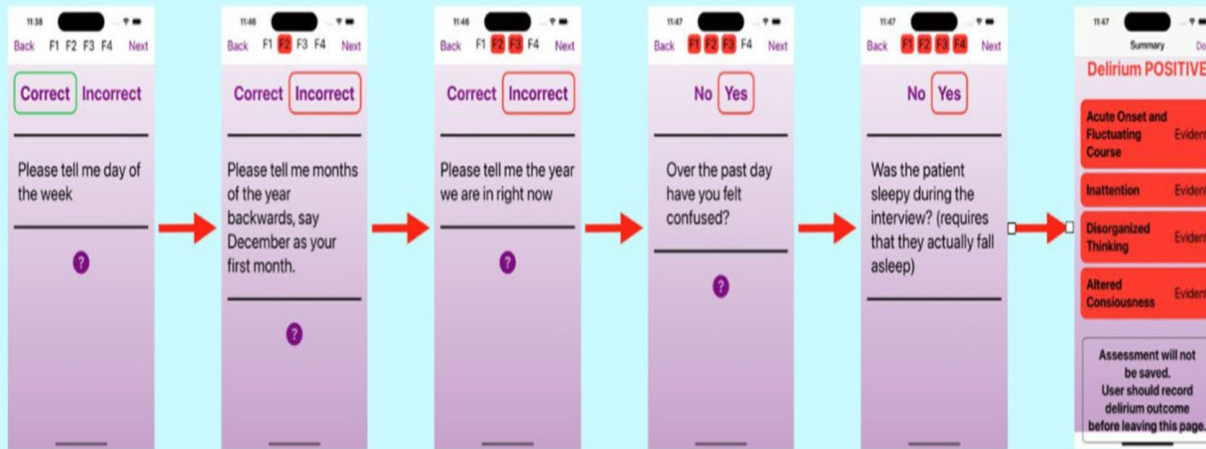 11:38
Back F1 F2 F3 F4 Next
Correct Incorrect
Please tell me day of
the week
?
11:46
Back F1 F2 F3 F4 Next
Correct Incorrect
Please tell me months
of the year
backwards, say
December as your
first month.
?
11:46
Back F1 F2 F3 F4 Next
Correct Incorrect
Please tell me the year
we are in right now
?
11:47
Back F1 F2 F3 F4 Next
No Yes
Over the past day
have you felt
confused?
?
11:47
Back F1 F2 F3 F4 Next
No Yes
Was the patient
sleepy during the
interview? (requires
that they actually fall
asleep)
11:47
Summary
Delirium POSITIVE
Acute Onset and
Fluctuating Evident
Course
Inattention Evident
Disorganized
Thinking Evident
Altered
Consiousness Evident
Assessment will not
be saved.
User should record
delirium outcome
before leaving this page.